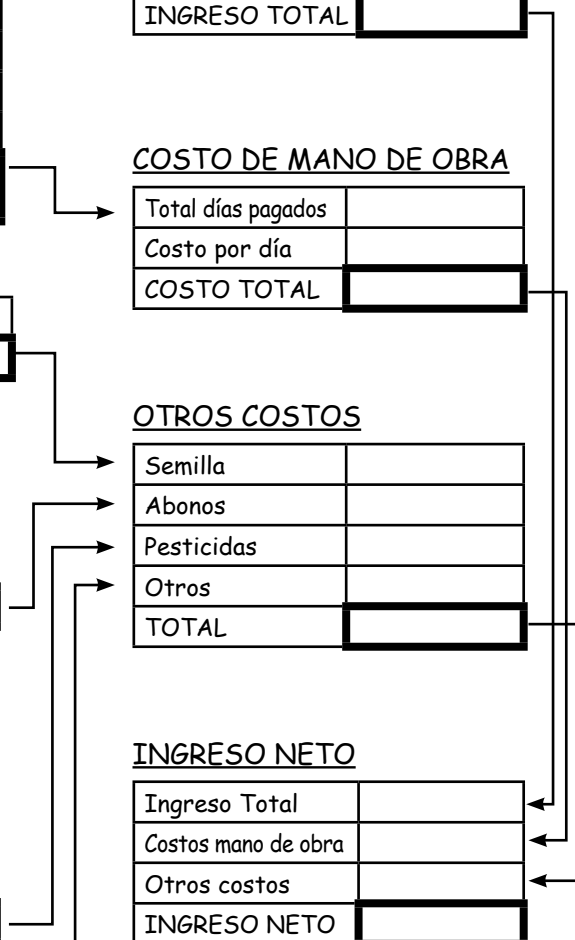 INGRESO TOTAL
COSTO DE MANO DE OBRA
Total días pagados
Costo por día
COSTO TOTAL
OTROS COSTOS
Semilla
Abonos
Pesticidas
Otros
TOTAL
INGRESO NETO
Ingreso Total
Costos mano de obra
Otros costos
INGRESO NETO